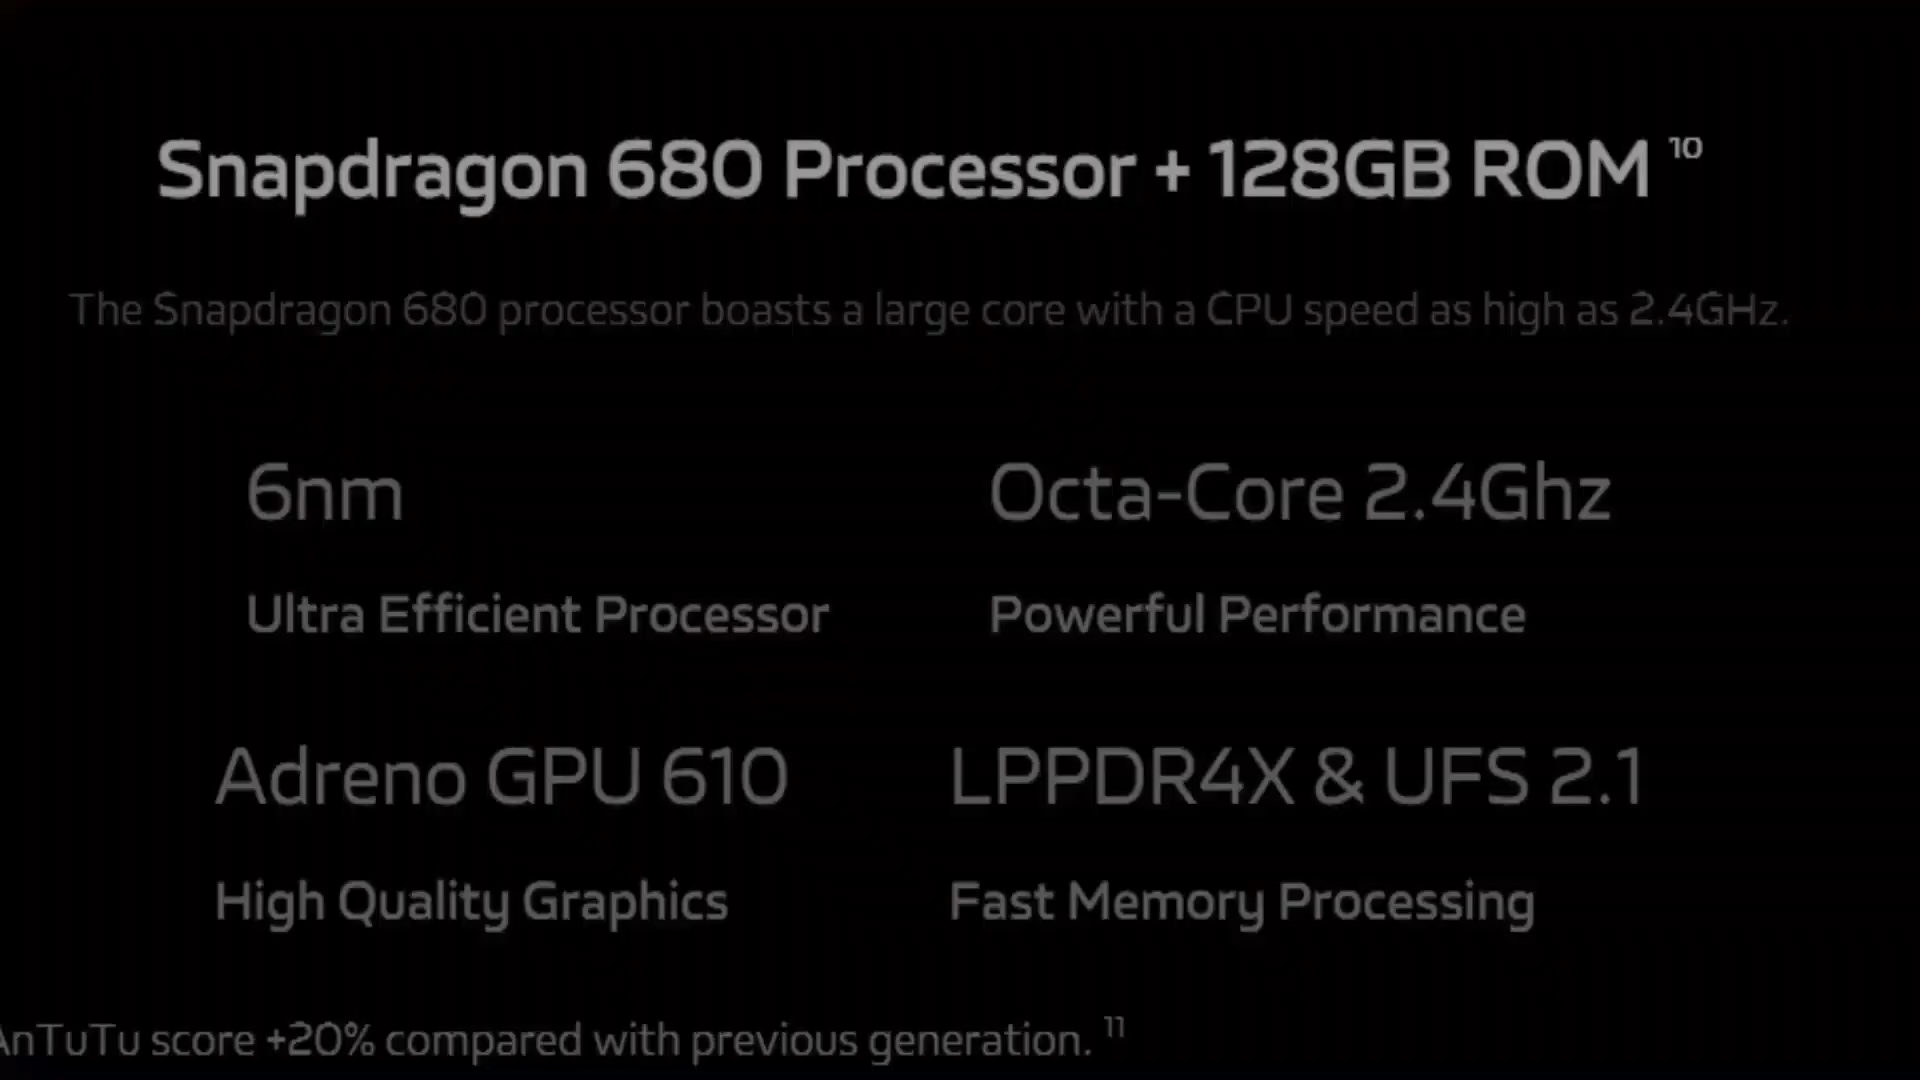 Snapdragon 680 Processor + 128GB ROM 10
The Snapdragon 680 processor boasts a large core with a CPU speed as high as 2.4GHz.
6nm
Octa-Core 2.4Ghz
Ultra Efficient Processor
Powerful Performance
Adreno GPU 610
LPPDR4X & UFS 2.1
High Quality Graphics
Fast Memory Processing
AnTuTu score +20% compared with previous generation. 11